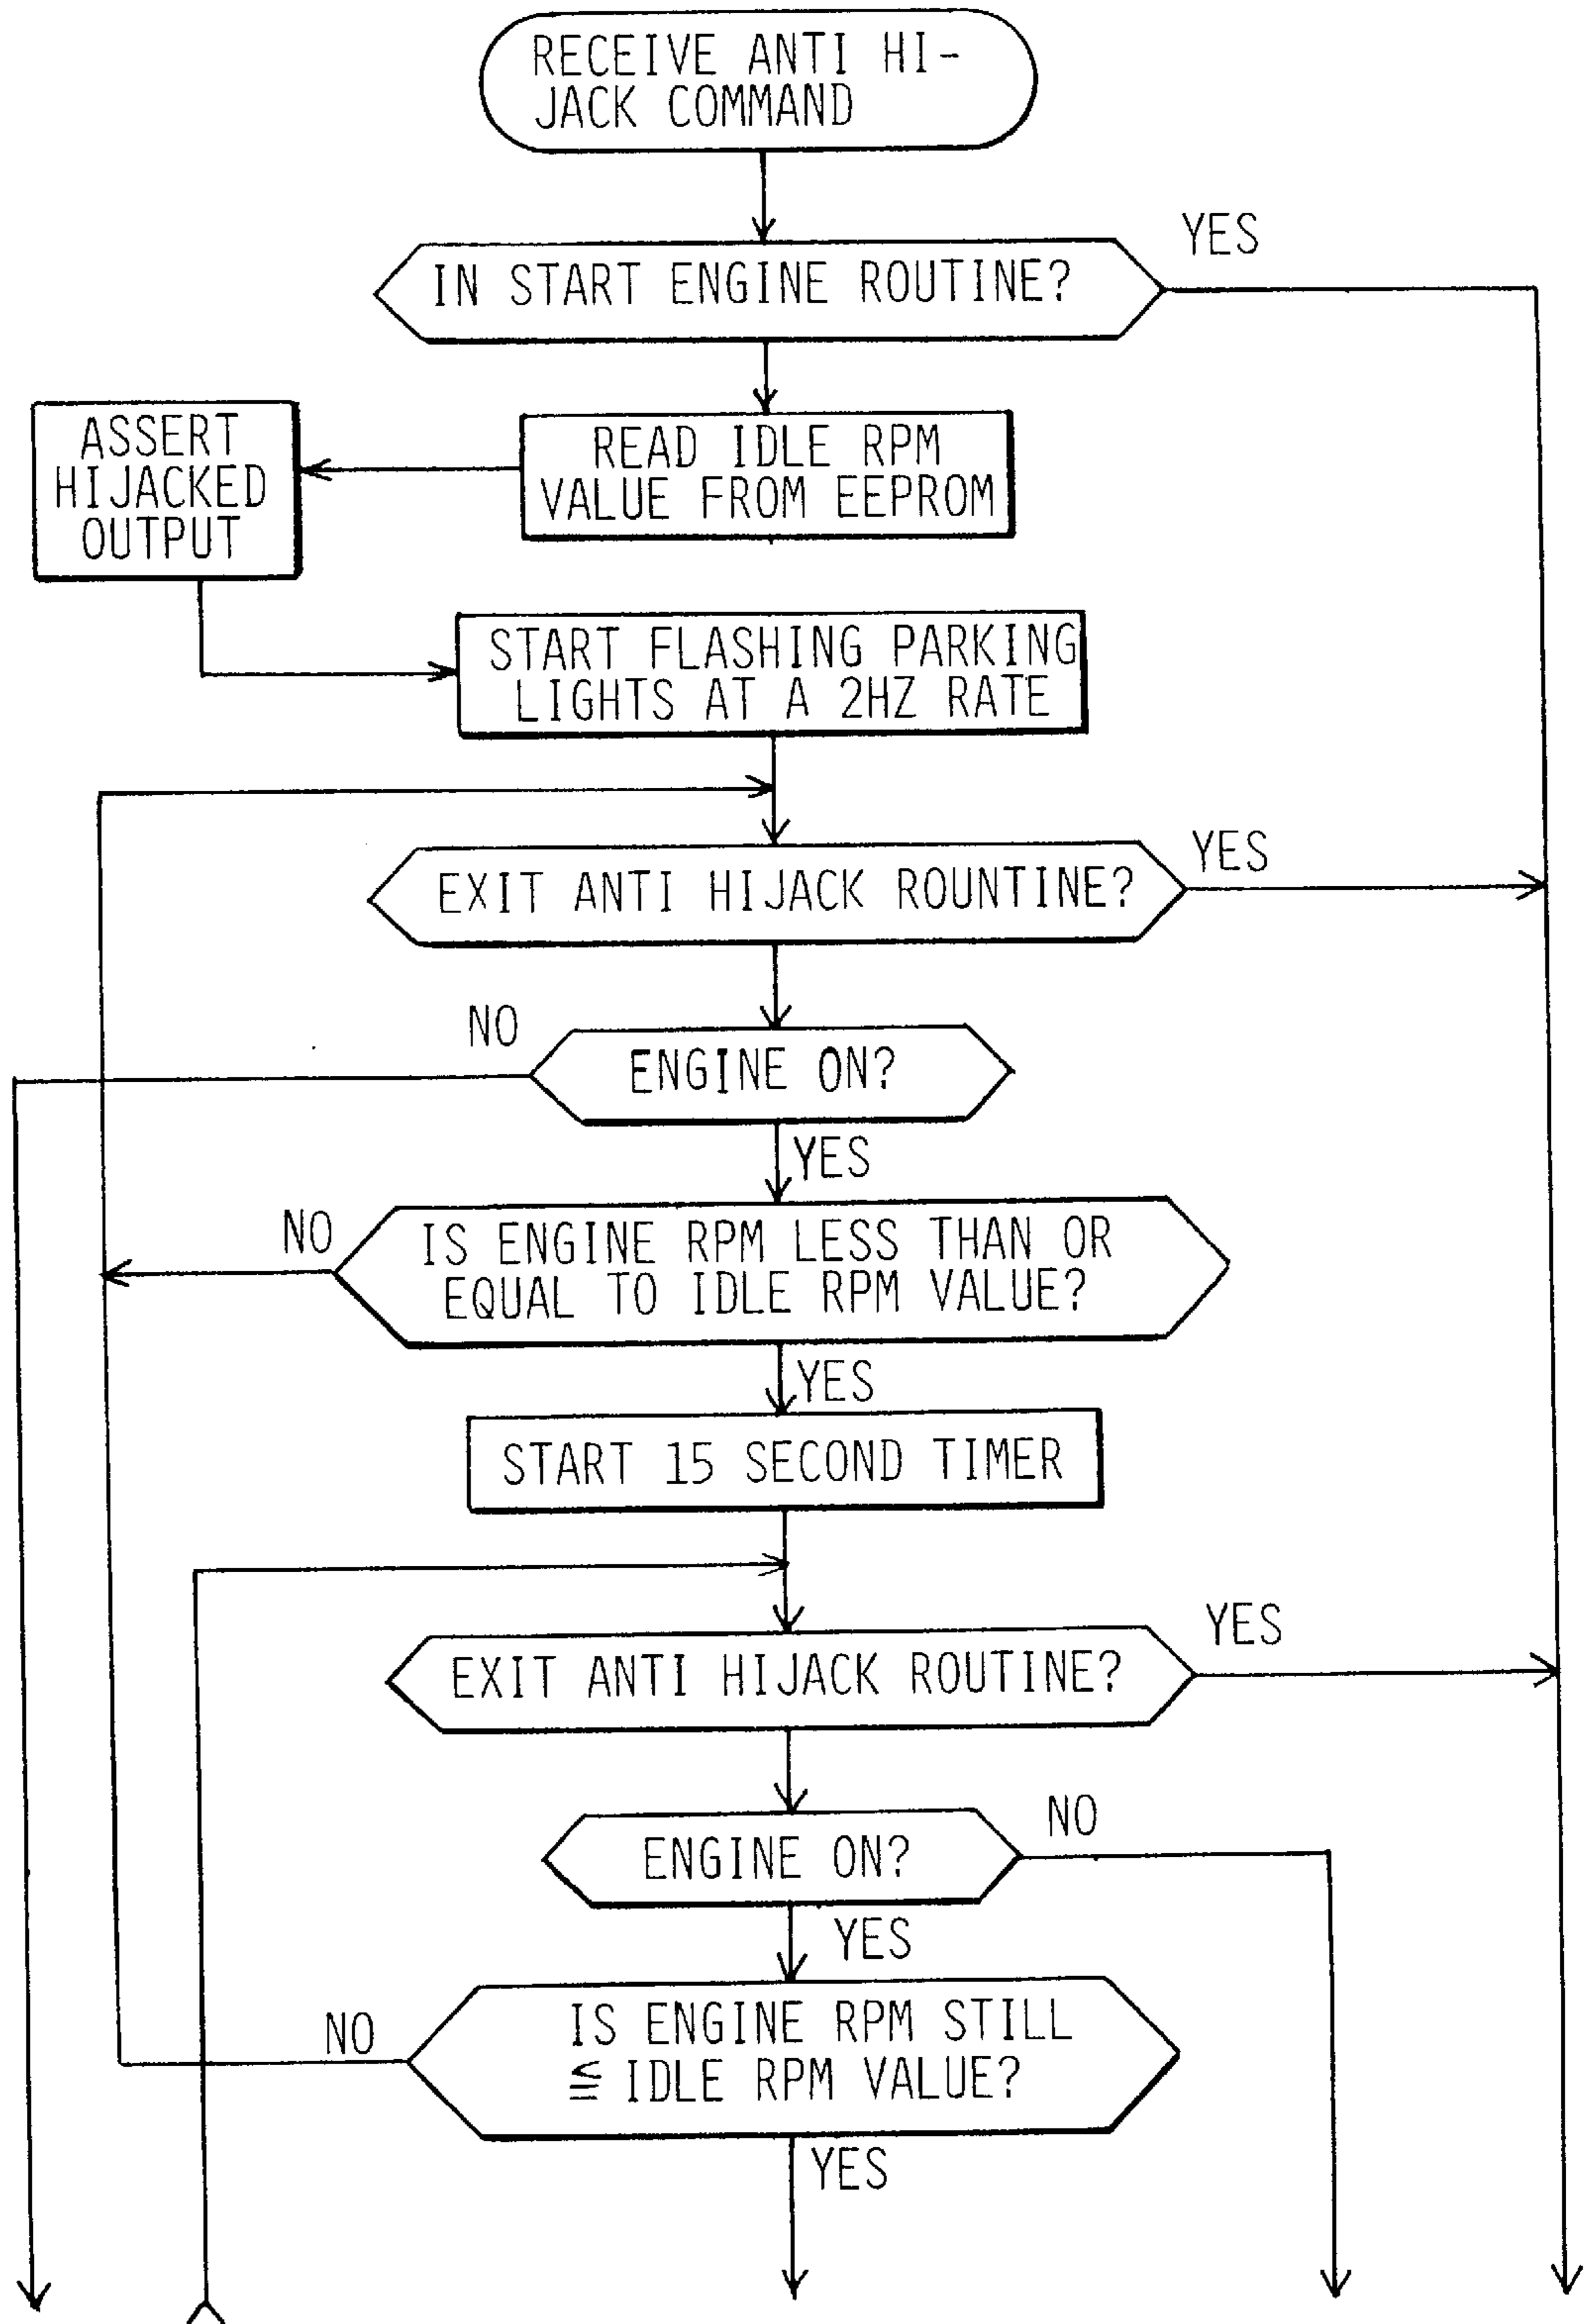 RECEIVE ANTI HI-
JACK COMMAND
YES
IN START ENGINE ROUTINE?
ASSERT
HIJACKED
OUTPUT
READ IDLE RPM
VALUE FROM EEPROM
START FLASHING PARKING
LIGHTS AT A 2HZ RATE
YES
EXIT ANTI HIJACK ROUNTINE?
NO
ENGINE ON?
YES
NO
IS ENGINE RPM LESS THAN OR
EQUAL TO IDLE RPM VALUE?
YES
START 15 SECOND TIMER
YES
EXIT ANTI HIJACK ROUTINE?
NO
ENGINE ON?
YES
NO
IS ENGINE RPM STILL
≦ IDLE RPM VALUE?
YES